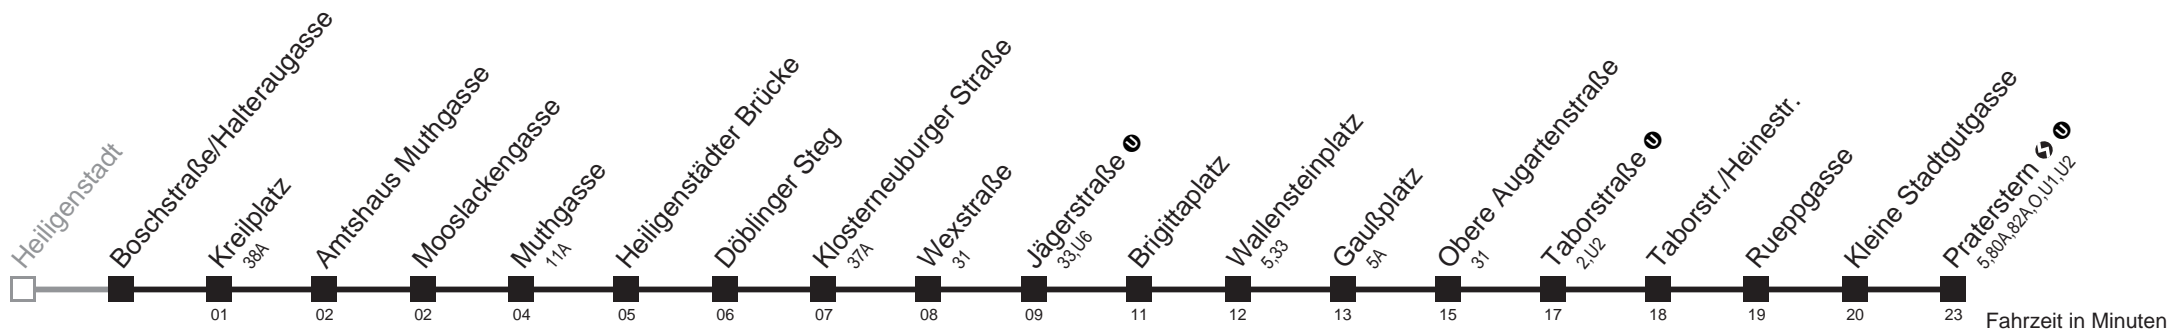 Heiligenstadt
Boschstraße/Halteraugasse
Kreilplatz
38A
Amtshaus Muthgasse
Mooslackengasse
Muthgasse
11A
Heiligenstädter Brücke
Döblinger Steg
Klosterneuburger Straße
37A
Wexstraße
31
Jägerstraße U
33,U6
Brigittaplatz
Wallensteinplatz
5,33
Gaußplatz
5A
Obere Augartenstraße
31
Taborstraße U
2,U2
Taborstr./Heinestr.
Rueppgasse
Kleine Stadtgutgasse
Praterstern S U
5,80A,82A,O,U1,U2
01 02 02 04 05 06 07 08 09 11 12 13 15 17 18 19 20 23 Fahrzeit in Minuten